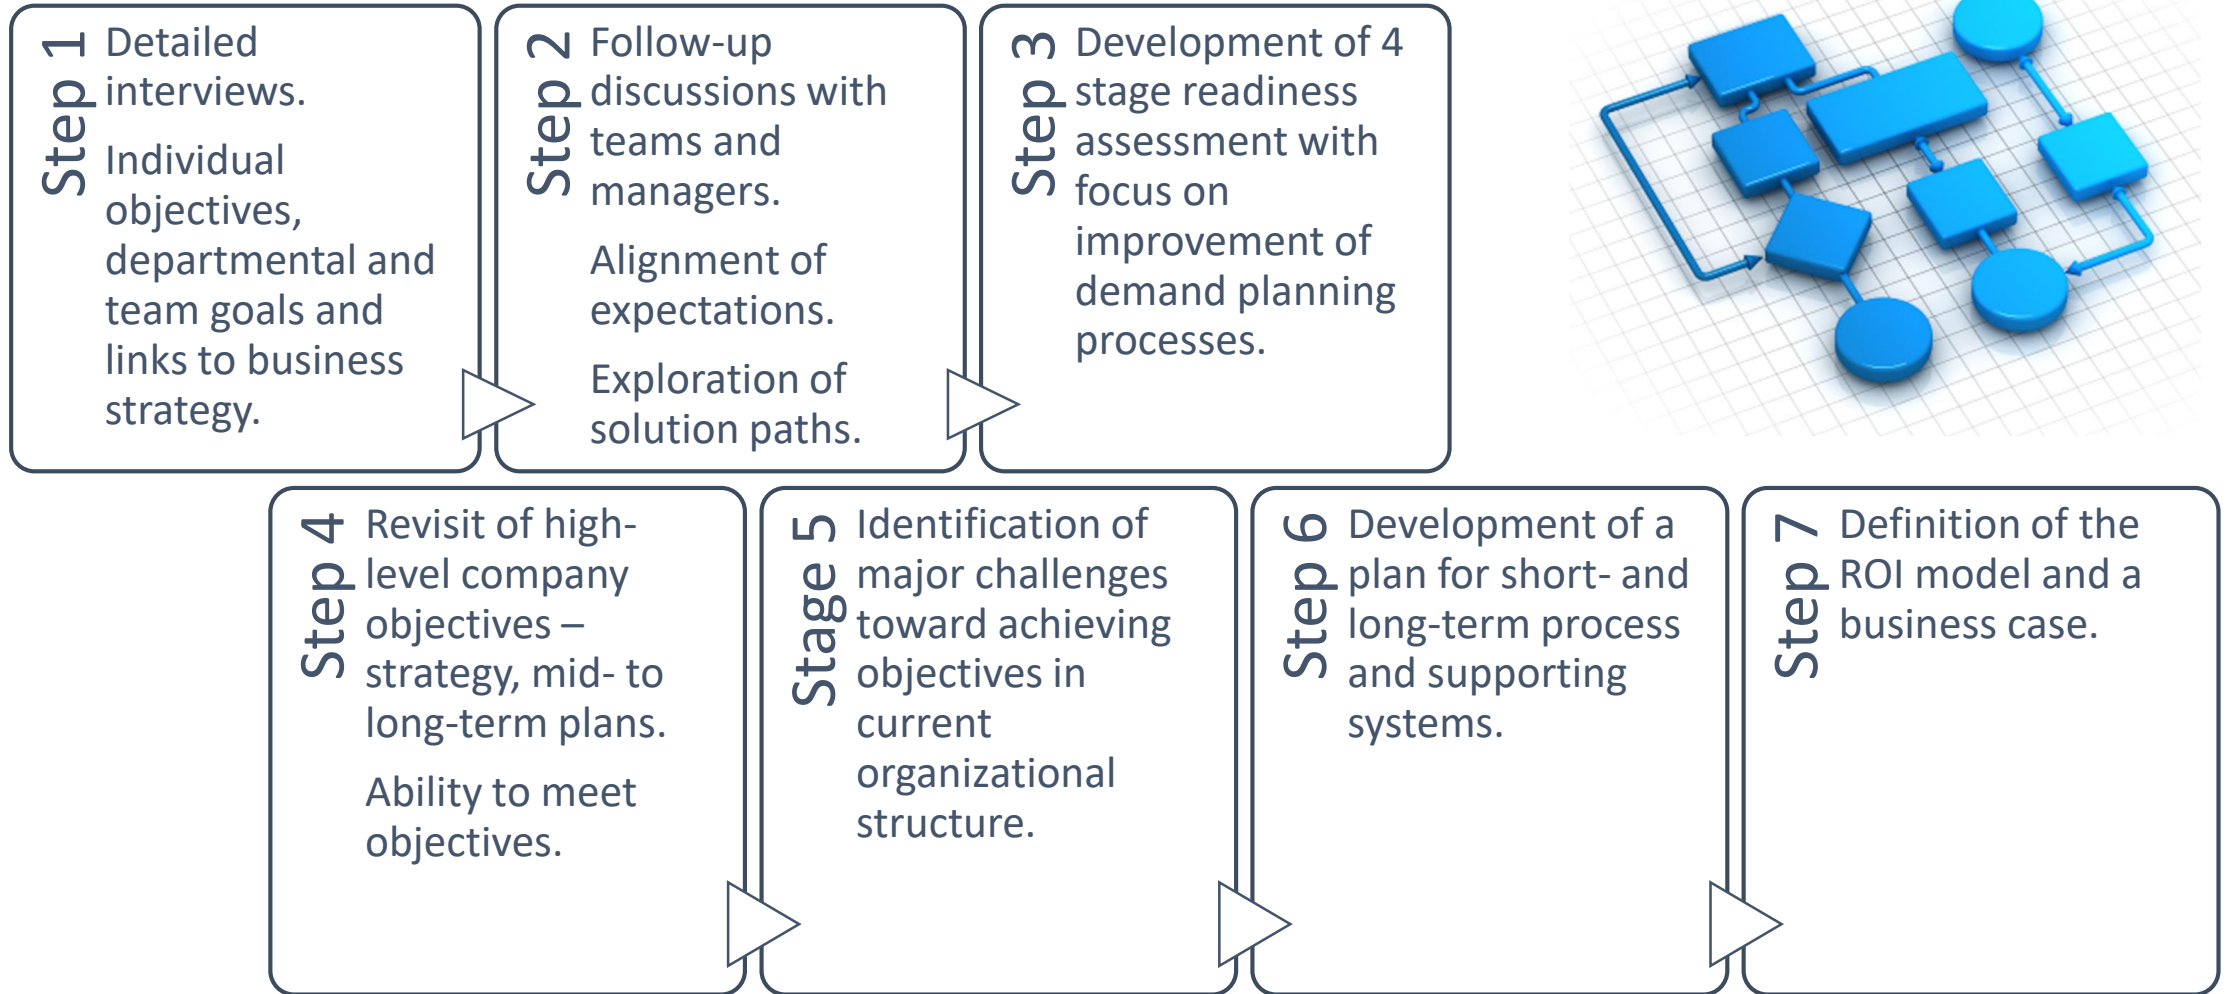 Step 1
Detailed
interviews.
Individual
objectives,
departmental and
team goals and
links to business
strategy.
Step 2
Follow-up
discussions with
teams and
managers.
Alignment of
expectations.
Exploration of
solution paths.
Step 3
Development of 4
stage readiness
assessment with
focus on
improvement of
demand planning
processes.
Step 4
Revisit of high-
level company
objectives –
strategy, mid- to
long-term plans.
Ability to meet
objectives.
Stage 5
Identification of
major challenges
toward achieving
objectives in
current
organizational
structure.
Step 6
Development of a
plan for short- and
long-term process
and supporting
systems.
Step 7
Definition of the
ROI model and a
business case.